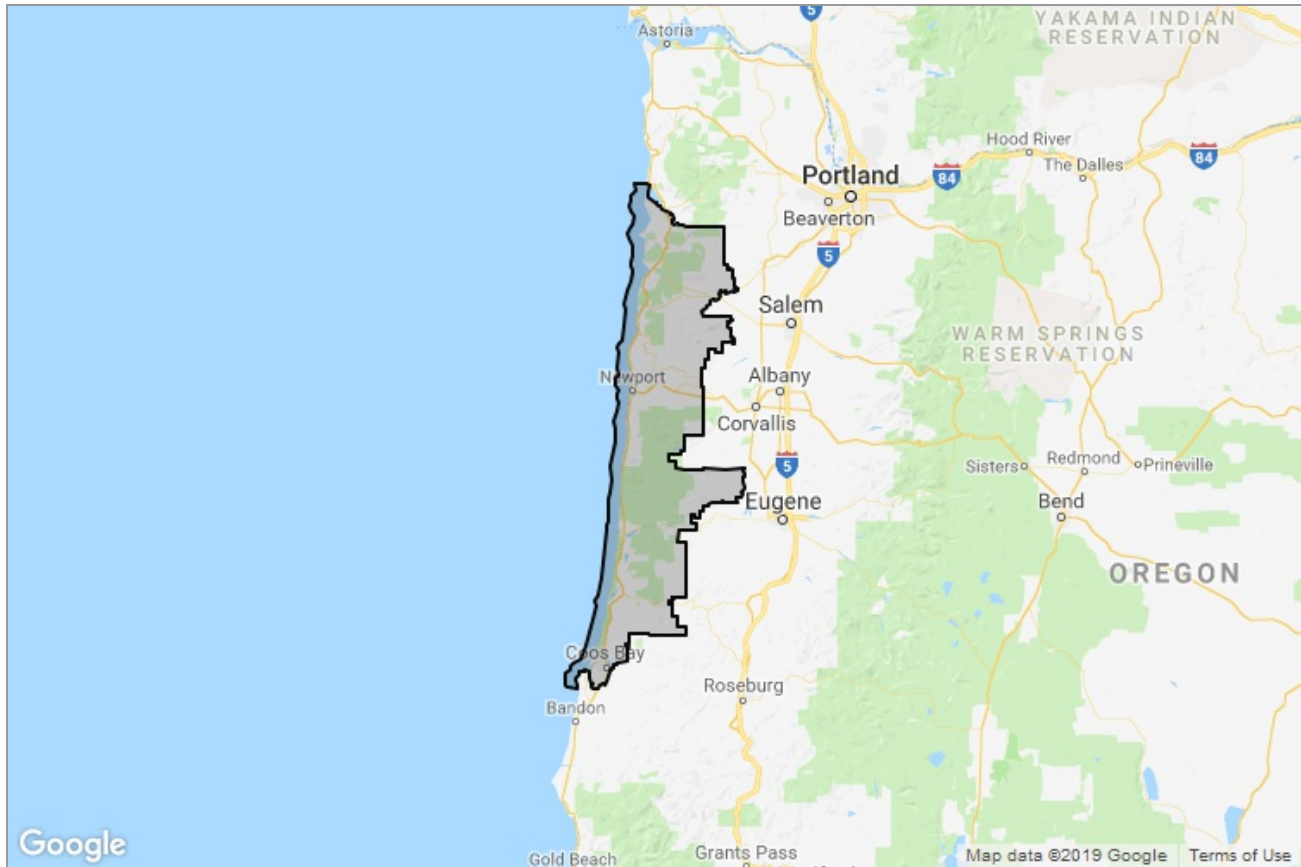 5
YAKAMA INDIAN
RESERVATION
Astoria
Hood River
84
The Dalles
84
Portland
Beaverton
5
Salem
WARM SPRINGS
RESERVATION
Newport
Albany
Corvallis
5
Sisters
Redmond
Prineville
Eugene
Bend
OREGON
Coos Bay
Roseburg
Bandon
Google
Gold Beach
Grants Pass
Map data ©2019 Google
Terms of Use